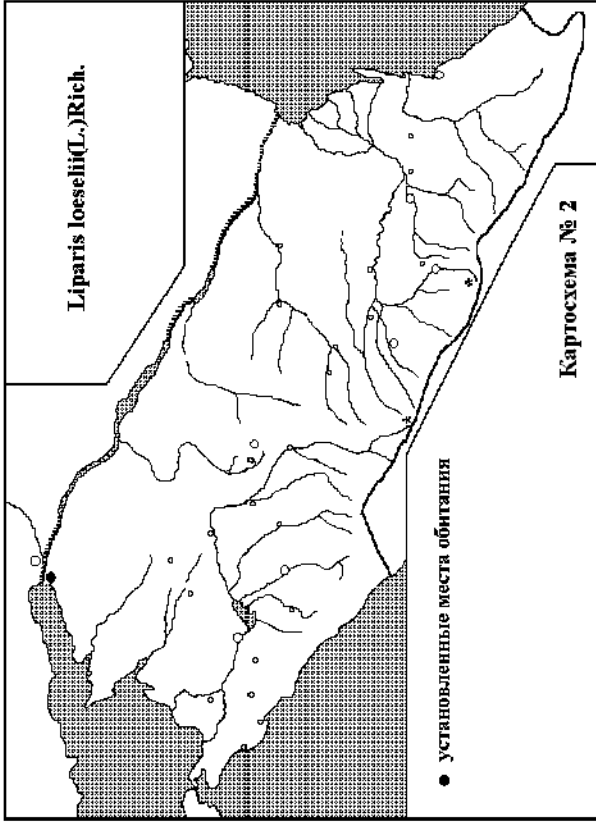 Liparis loeselii(L.)Rich.
Картосхема № 2
установленные места обитания